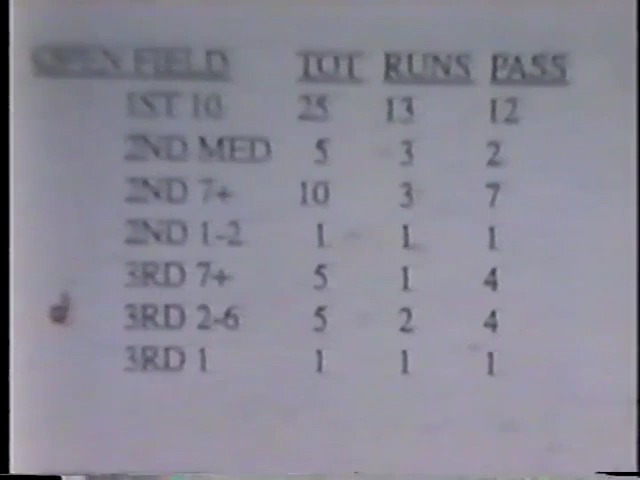 OPEN FIELD TOT RUNS PASS
1ST 10 25 13 12
2ND MED 5 3 2
2ND 7+ 10 3 7
2ND 1-2 1 1 1
3RD 7+ 5 1 4
3RD 2-6 5 2 4
3RD 1 1 1 1